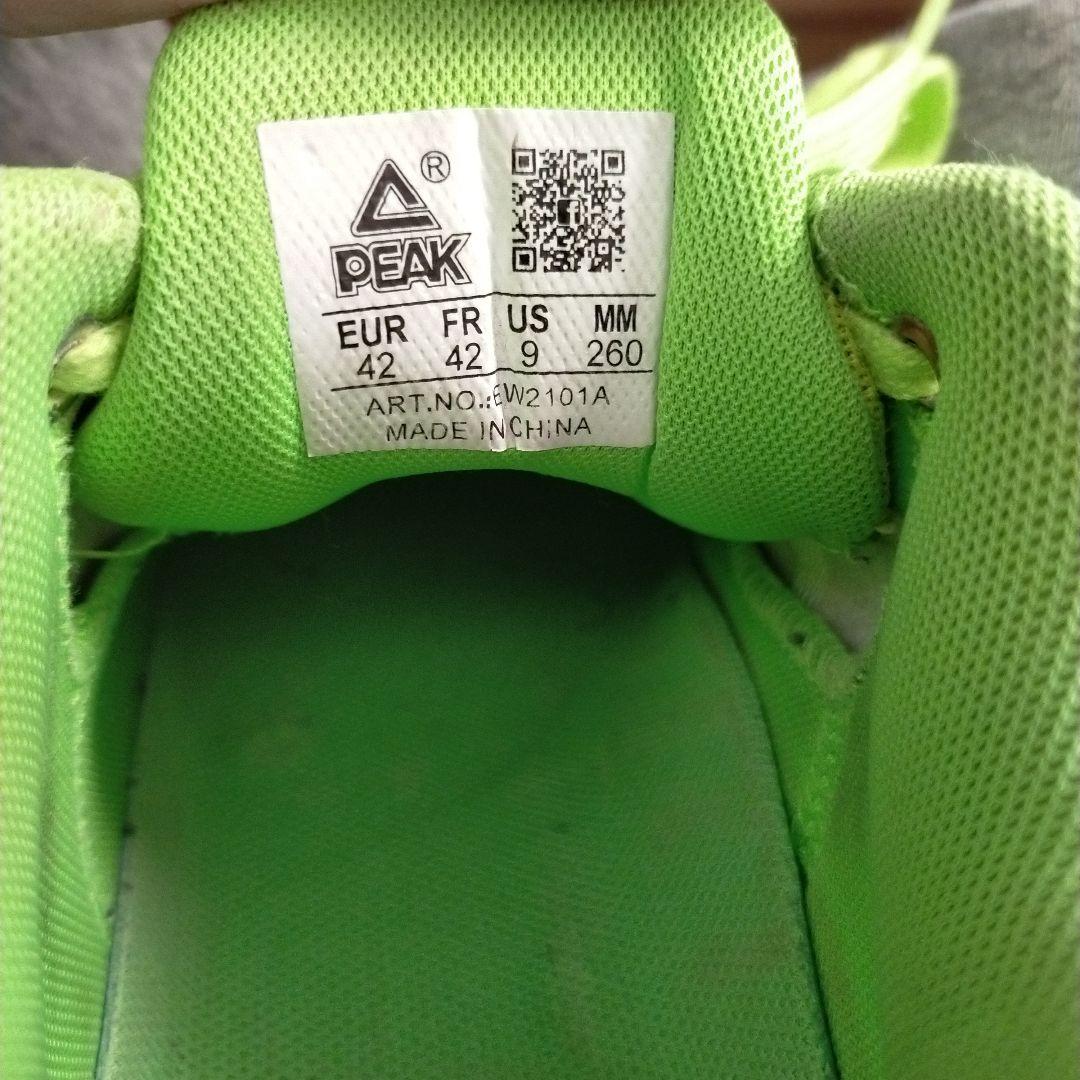 ®
PEAK
EUR FR US MM
42 42 9 260
ART.NO.:EW2101A
MADE IN CHINA